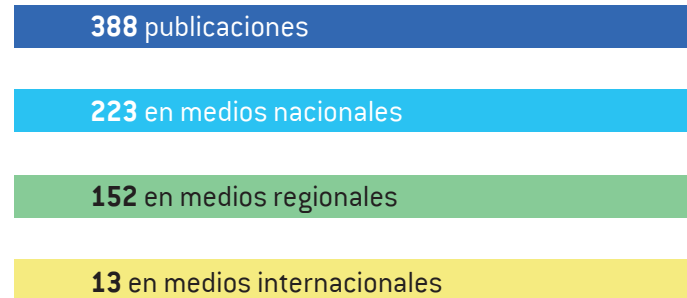 388 publicaciones
223 en medios nacionales
152 en medios regionales
13 en medios internacionales